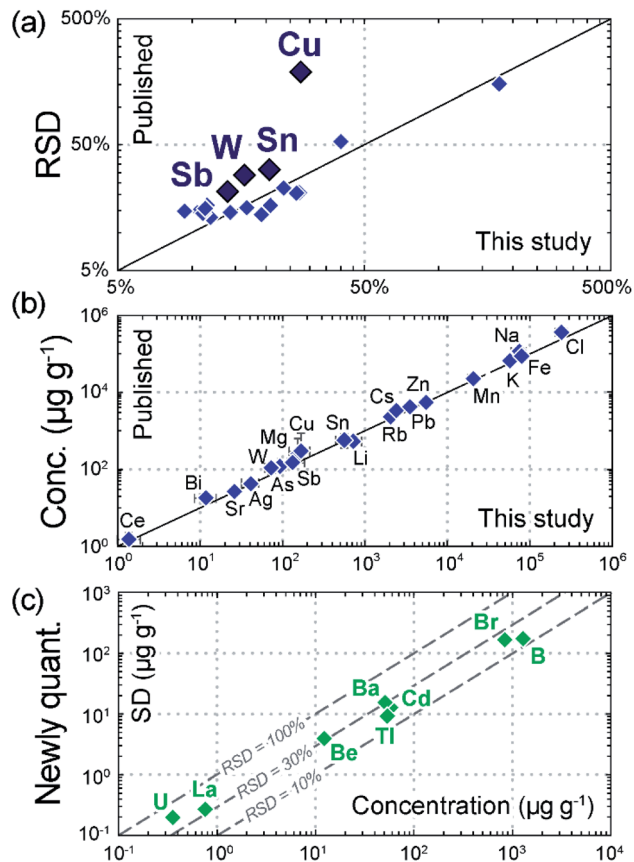 (a)
500%
50%
5%
RSD
Published
Cu
W
Sn
Sb
This study
5%
50%
500%
(b)
10⁶
10⁴
10²
10⁰
Conc. (µg g⁻¹)
Published
Na
Cl
Fe
K
Zn
Mn
Cs
Pb
Rb
Sn
Li
Cu
Mg
W
Sb
As
Bi
Ag
Sr
Ce
This study
10⁰
10¹
10²
10³
10⁴
10⁵
10⁶
(c)
10³
10²
10¹
10⁰
10⁻¹
Newly quant.
SD (µg g⁻¹)
Br
B
Ba
Cd
Tl
Be
RSD = 100%
RSD = 30%
RSD = 10%
La
U
Concentration (µg g⁻¹)
10⁻¹
10⁰
10¹
10²
10³
10⁴